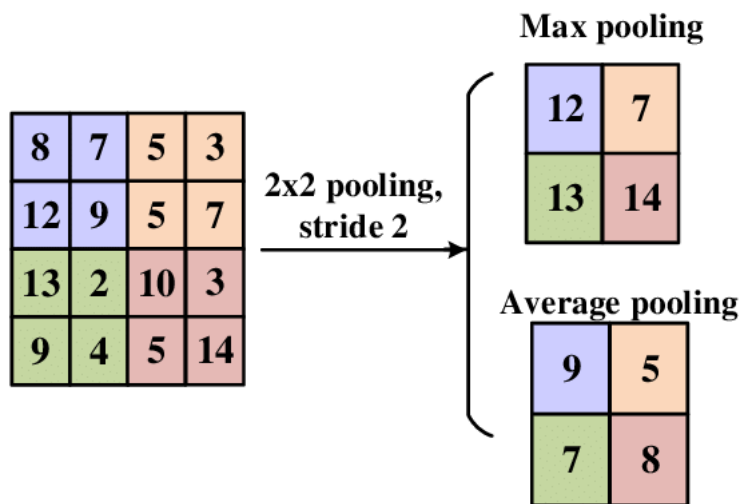 8 7 5 3
12 9 5 7
13 2 10 3
9 4 5 14
2x2 pooling,
stride 2
Max pooling
12 7
13 14
Average pooling
9 5
7 8